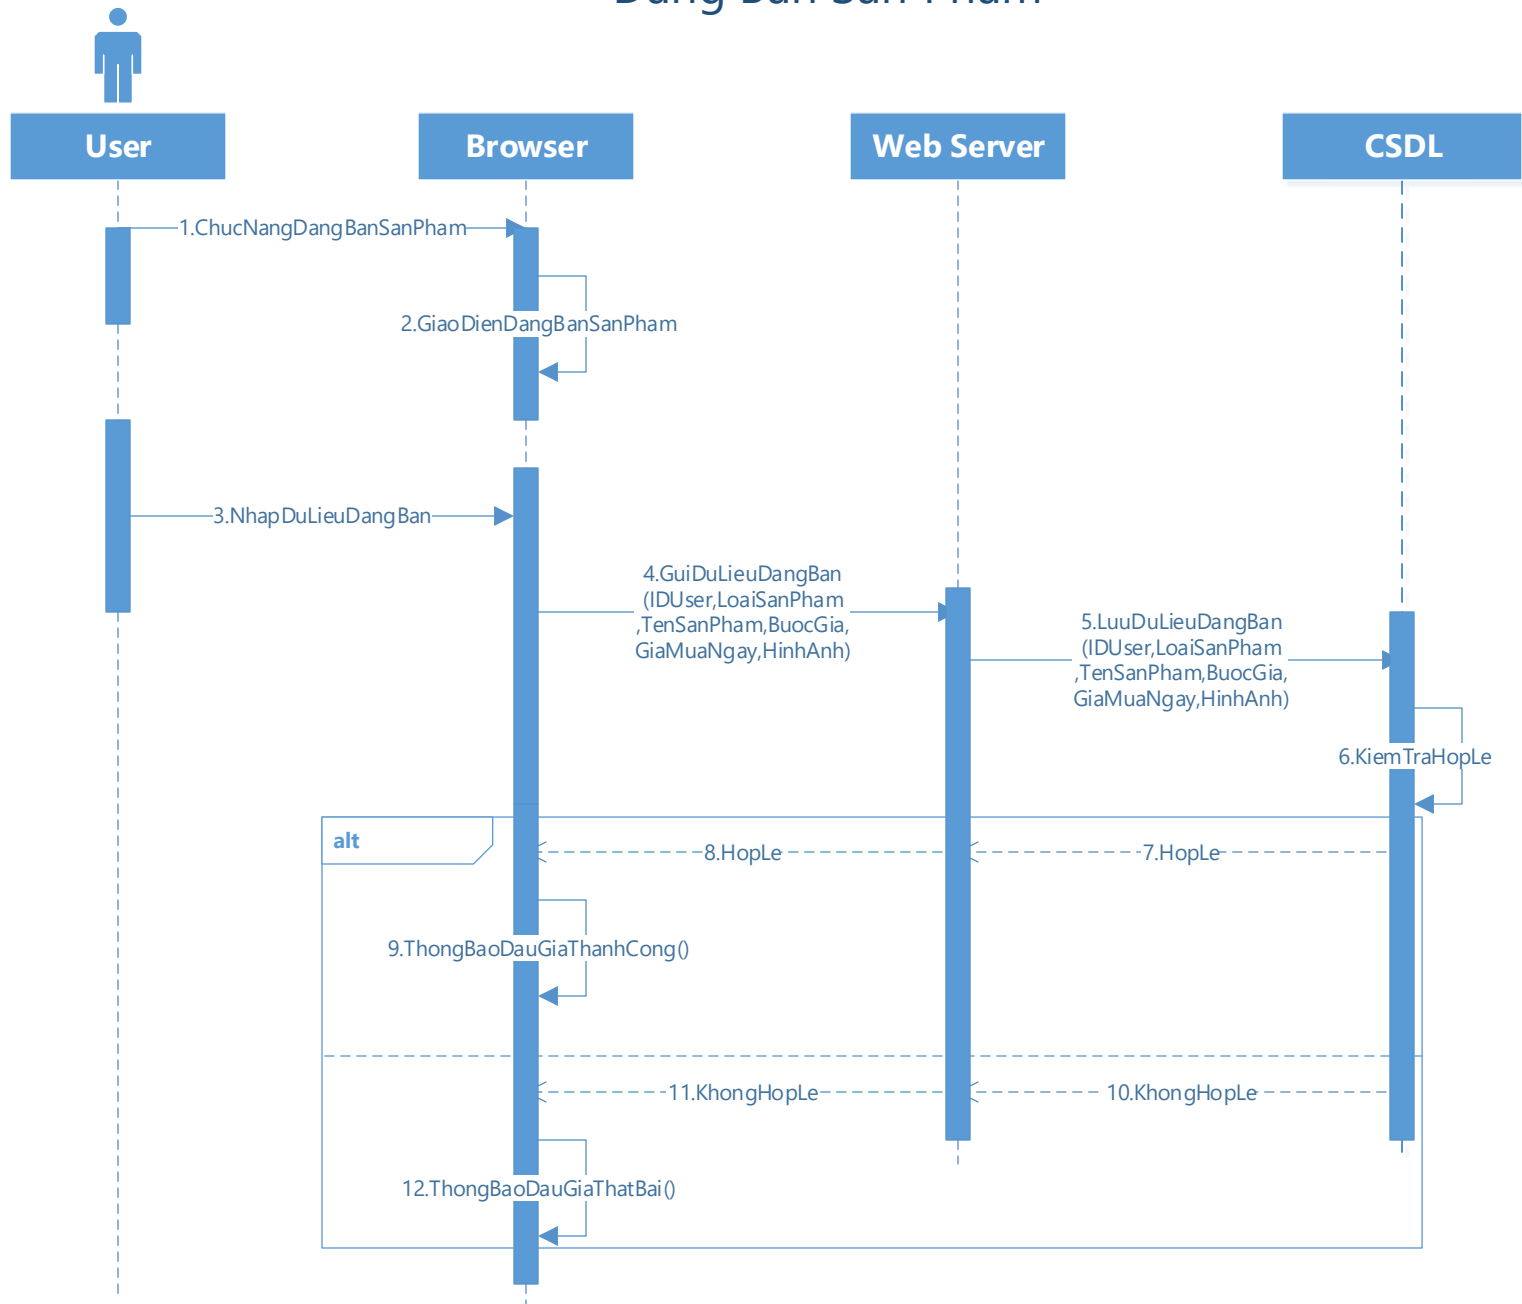 User
Browser
Web Server
CSDL
1.ChucNangDangBanSanPham
2.GiaoDienDangBanSanPham
3.NhapDuLieuDangBan
4.GuiDuLieuDangBan
(IDUser,LoaiSanPham
,TenSanPham,BuocGia,
GiaMuaNgay,HinhAnh)
5.LuuDuLieuDangBan
(IDUser,LoaiSanPham
,TenSanPham,BuocGia,
GiaMuaNgay,HinhAnh)
6.KiemTraHopLe
alt
8.HopLe
7.HopLe
9.ThongBaoDauGiaThanhCong()
11.KhongHopLe
10.KhongHopLe
12.ThongBaoDauGiaThatBai()